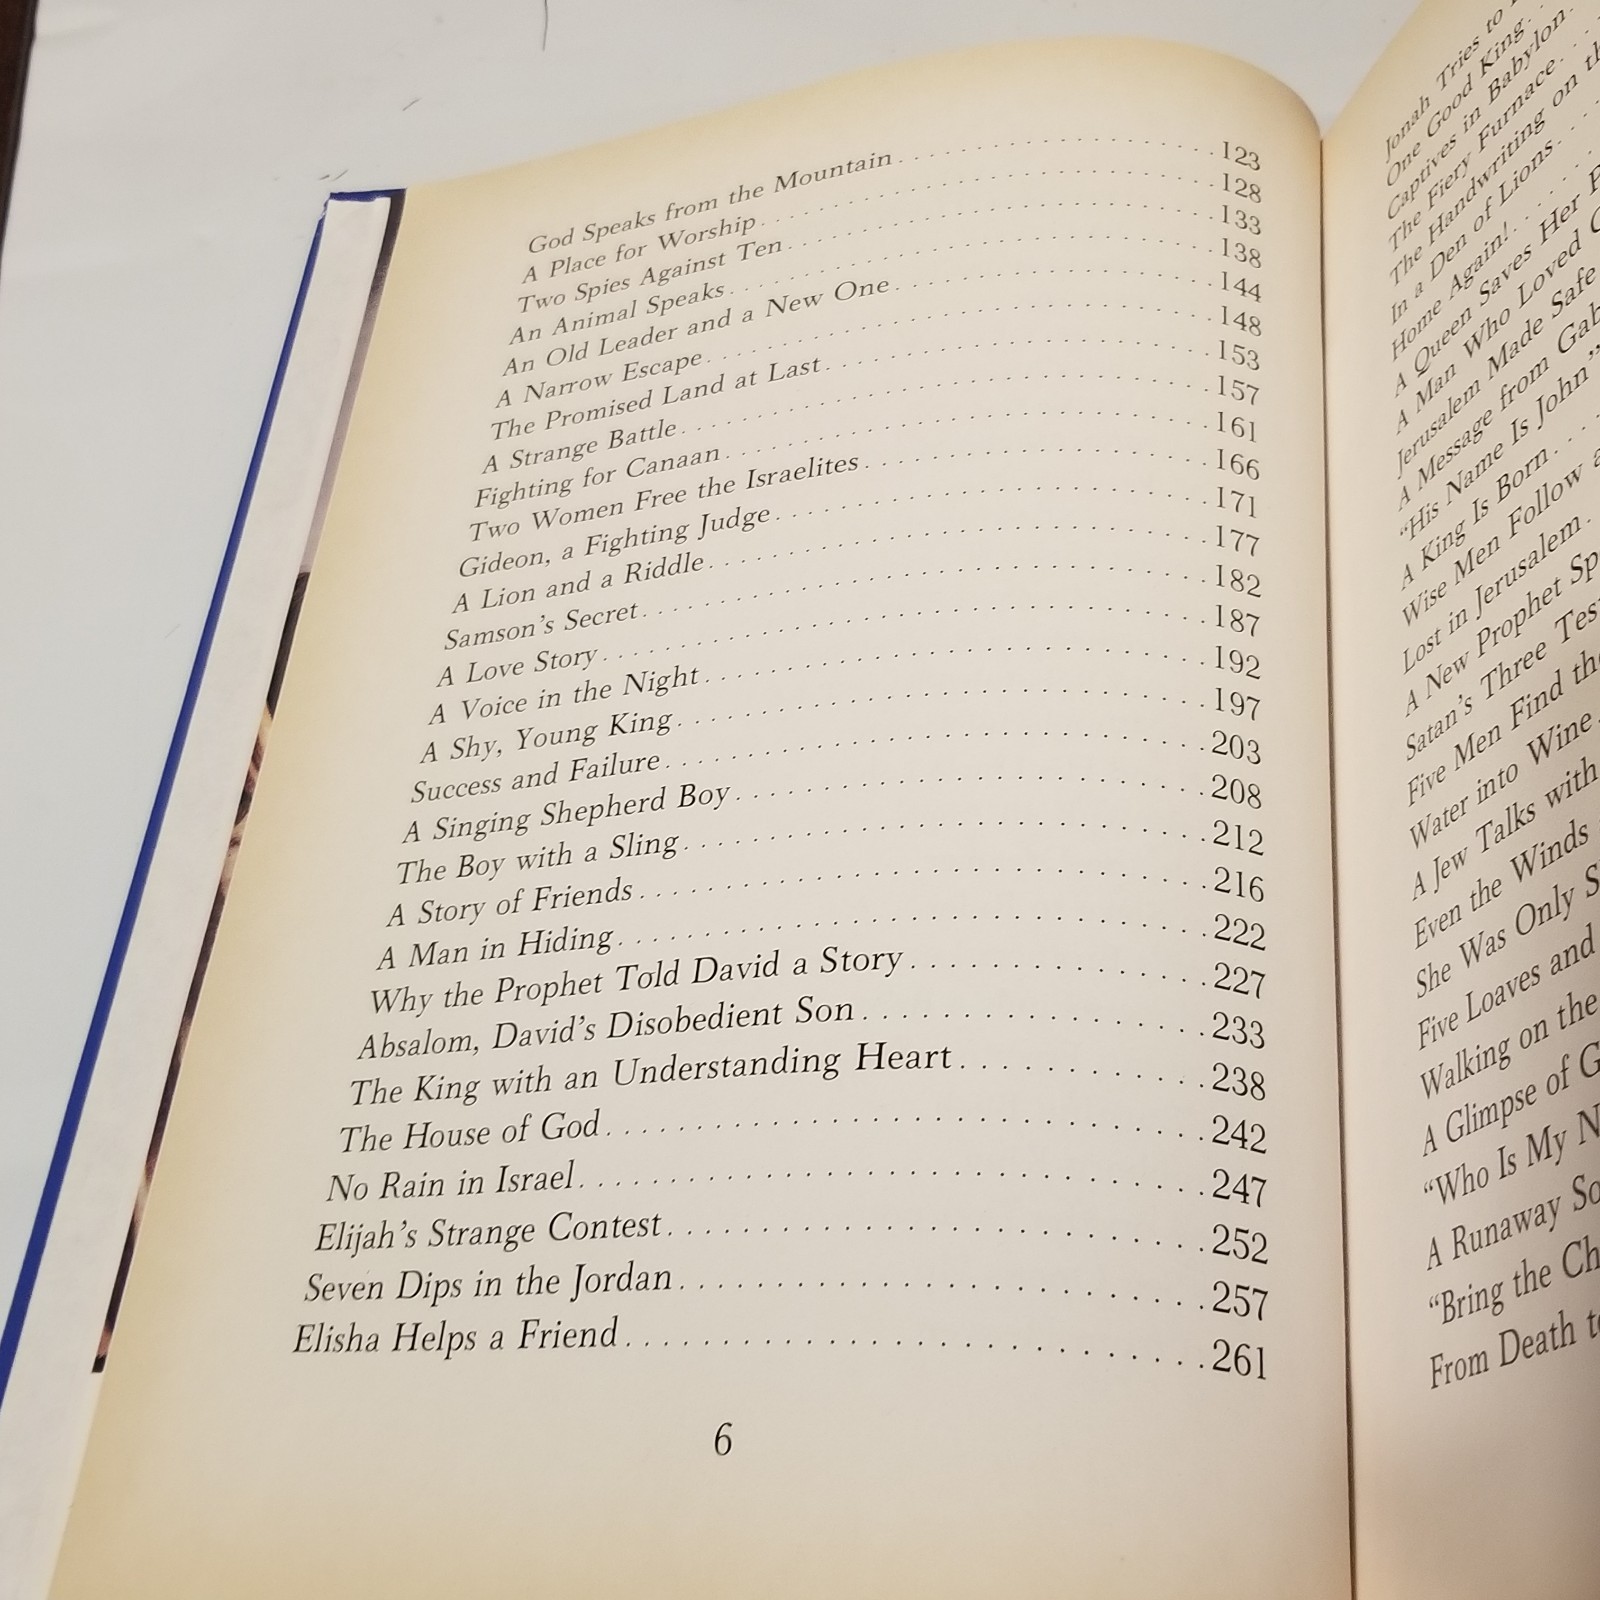 God Speaks from the Mountain . . . . . . . . . . . . . . . . . . 123
A Place for Worship . . . . . . . . . . . . . . . . . . . . . . . . . . 128
Two Spies Against Ten . . . . . . . . . . . . . . . . . . . . . . . . 133
An Animal Speaks . . . . . . . . . . . . . . . . . . . . . . . . . . . 138
An Old Leader and a New One . . . . . . . . . . . . . . . . . . 144
A Narrow Escape . . . . . . . . . . . . . . . . . . . . . . . . . . . . 148
The Promised Land at Last . . . . . . . . . . . . . . . . . . . . . 153
A Strange Battle . . . . . . . . . . . . . . . . . . . . . . . . . . . . . 157
Fighting for Canaan . . . . . . . . . . . . . . . . . . . . . . . . . . 161
Two Women Free the Israelites . . . . . . . . . . . . . . . . . . 166
Gideon, a Fighting Judge . . . . . . . . . . . . . . . . . . . . . . 171
A Lion and a Riddle . . . . . . . . . . . . . . . . . . . . . . . . . . 177
Samson's Secret . . . . . . . . . . . . . . . . . . . . . . . . . . . . . 182
A Love Story . . . . . . . . . . . . . . . . . . . . . . . . . . . . . . . 187
A Voice in the Night . . . . . . . . . . . . . . . . . . . . . . . . . . 192
A Shy, Young King . . . . . . . . . . . . . . . . . . . . . . . . . . . 197
Success and Failure . . . . . . . . . . . . . . . . . . . . . . . . . . 203
A Singing Shepherd Boy . . . . . . . . . . . . . . . . . . . . . . . 208
The Boy with a Sling . . . . . . . . . . . . . . . . . . . . . . . . . 212
A Story of Friends . . . . . . . . . . . . . . . . . . . . . . . . . . . 216
A Man in Hiding . . . . . . . . . . . . . . . . . . . . . . . . . . . . 222
Why the Prophet Told David a Story . . . . . . . . . . . . . 227
Absalom, David's Disobedient Son . . . . . . . . . . . . . . . 233
The King with an Understanding Heart . . . . . . . . . . . 238
The House of God . . . . . . . . . . . . . . . . . . . . . . . . . . . 242
No Rain in Israel . . . . . . . . . . . . . . . . . . . . . . . . . . . . 247
Elijah's Strange Contest . . . . . . . . . . . . . . . . . . . . . . . 252
Seven Dips in the Jordan . . . . . . . . . . . . . . . . . . . . . . 257
Elisha Helps a Friend . . . . . . . . . . . . . . . . . . . . . . . . . 261
6
Jonah Tries to
One Good King . . .
Captives in Babylon . .
The Fiery Furnace . . .
The Handwriting on
In a Den of Lions . . .
Home Again! . . . .
A Queen Saves Her
A Man Who Loved
Jerusalem Made Safe
A Message from
"His Name Is John"
A King Is Born . . .
Wise Men Follow
Lost in Jerusalem .
A New Prophet
Satan's Three
Five Men Find
Water into Wine .
A Jew Talks with
Even the Winds
She Was Only
Five Loaves and
Walking on the
A Glimpse of
"Who Is My
A Runaway
"Bring the
From Death